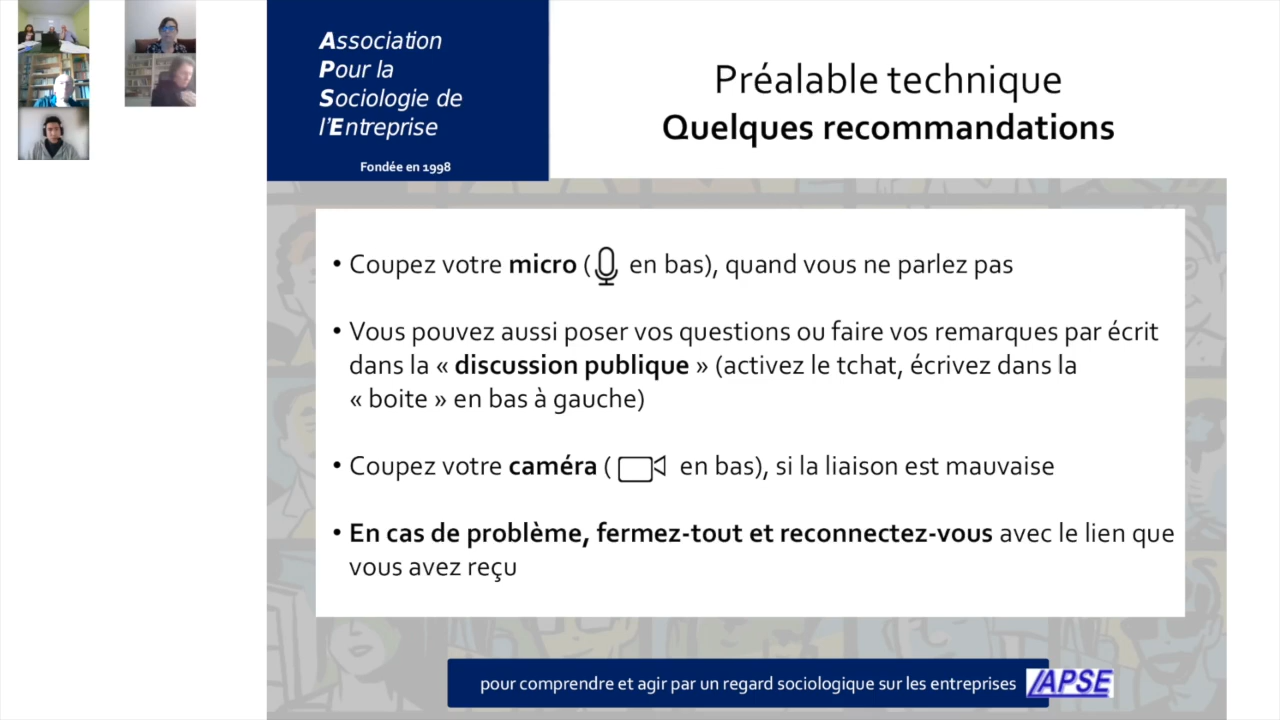 Association
Pour la
Sociologie de
l'Entreprise
Fondée en 1998
Préalable technique
Quelques recommandations
• Coupez votre micro ( en bas), quand vous ne parlez pas
• Vous pouvez aussi poser vos questions ou faire vos remarques par écrit
dans la « discussion publique » (activez le tchat, écrivez dans la
« boite » en bas à gauche)
• Coupez votre caméra ( en bas), si la liaison est mauvaise
• En cas de problème, fermez-tout et reconnectez-vous avec le lien que
vous avez reçu
pour comprendre et agir par un regard sociologique sur les entreprises
APSE